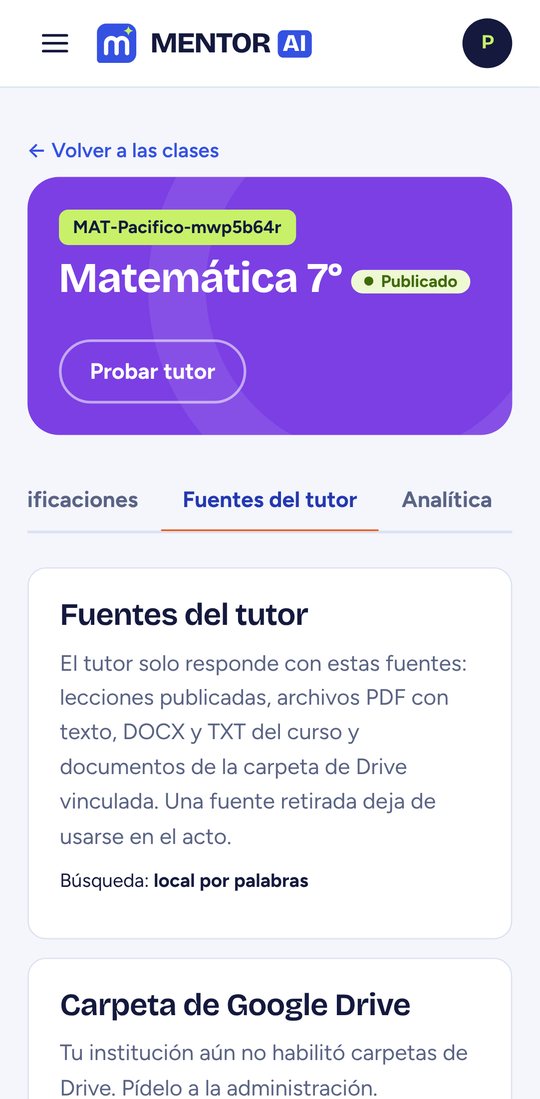 m MENTOR AI
P
← Volver a las clases
MAT-Pacifico-mwp5b64r
Matemática 7° Publicado
Probar tutor
ificaciones Fuentes del tutor Analítica
Fuentes del tutor
El tutor solo responde con estas fuentes:
lecciones publicadas, archivos PDF con
texto, DOCX y TXT del curso y
documentos de la carpeta de Drive
vinculada. Una fuente retirada deja de
usarse en el acto.
Búsqueda: local por palabras
Carpeta de Google Drive
Tu institución aún no habilitó carpetas de
Drive. Pídelo a la administración.